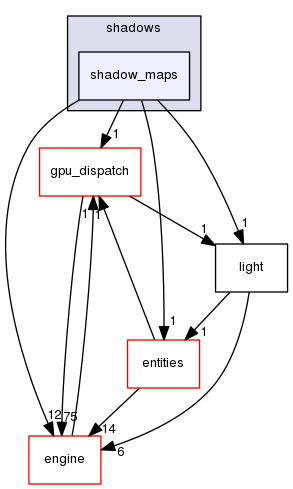 shadows
shadow_maps
1
gpu_dispatch
1
1
1
1
light
1
1
entities
12
75
14
6
engine